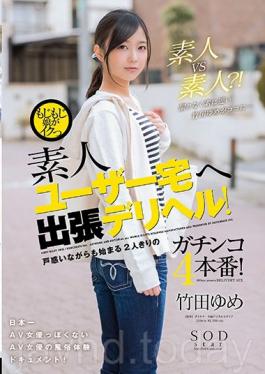 素人
VS
素人?!
もじもじ
娘が
イクっ
素人
ユーザー宅へ
出張デリヘル!
戸惑いながらも始まる 2人きりの
ガチンコ
4本番!
竹田ゆめ
日本一
AV女優っぽくない
AV女優の風俗体験
ドキュメント!
SOD
star